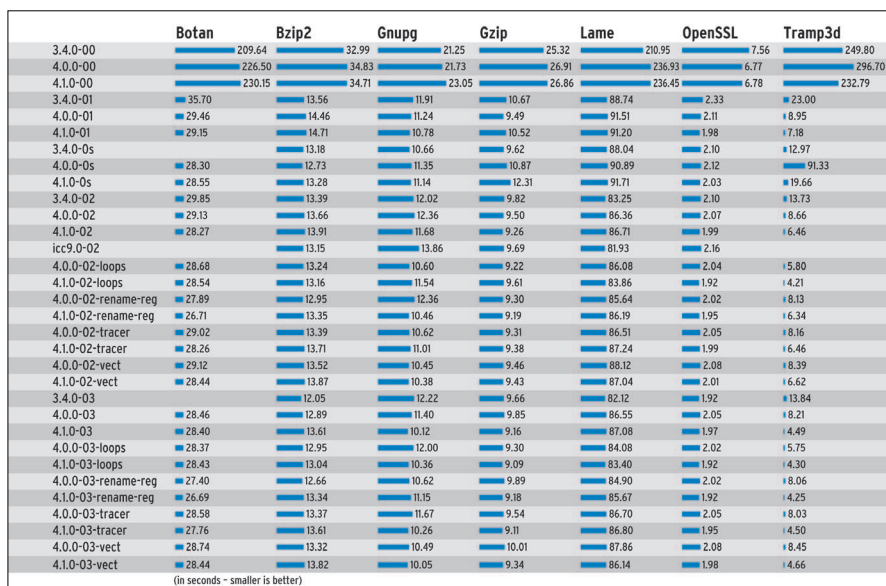 Botan Bzip2 Gnupg Gzip Lame OpenSSL Tramp3d
3.4.0-00 209.64 32.99 21.25 25.32 210.95 7.56 249.80
4.0.0-00 226.50 34.83 21.73 26.91 236.93 6.77 296.70
4.1.0-00 230.15 34.71 23.05 26.86 236.45 6.78 232.79
3.4.0-01 35.70 13.56 11.91 10.67 88.74 2.33 23.00
4.0.0-01 29.46 14.46 11.24 9.49 91.51 2.11 8.95
4.1.0-01 29.15 14.71 10.78 10.52 91.20 1.98 7.18
3.4.0-0s 13.18 10.66 9.62 88.04 2.10 12.97
4.0.0-0s 28.30 12.73 11.35 10.87 90.89 2.12 91.33
4.1.0-0s 28.55 13.28 11.14 12.31 91.71 2.03 19.66
3.4.0-02 29.85 13.39 12.02 9.82 83.25 2.10 13.73
4.0.0-02 29.13 13.66 12.36 9.50 86.36 2.07 8.66
4.1.0-02 28.27 13.91 11.68 9.26 86.71 1.99 6.46
icc9.0-02 13.15 13.86 9.69 81.93 2.16
4.0.0-02-loops 28.68 13.24 10.60 9.22 86.08 2.04 5.80
4.1.0-02-loops 28.54 13.16 11.54 9.61 83.86 1.92 4.21
4.0.0-02-rename-reg 27.89 12.95 12.36 9.30 85.64 2.02 8.13
4.1.0-02-rename-reg 26.71 13.35 10.46 9.19 86.19 1.95 6.34
4.0.0-02-tracer 29.02 13.39 10.62 9.31 86.51 2.05 8.16
4.1.0-02-tracer 28.26 13.71 11.01 9.38 87.24 1.99 6.46
4.0.0-02-vect 29.12 13.52 10.45 9.46 88.12 2.08 8.39
4.1.0-02-vect 28.44 13.87 10.38 9.43 87.04 2.01 6.62
3.4.0-03 12.05 12.22 9.66 82.12 1.92 13.84
4.0.0-03 28.46 12.89 11.40 9.85 86.55 2.05 8.21
4.1.0-03 28.40 13.61 10.12 9.16 87.08 1.97 4.49
4.0.0-03-loops 28.37 12.95 12.00 9.30 84.08 2.02 5.75
4.1.0-03-loops 28.43 13.04 10.36 9.09 83.40 1.92 4.30
4.0.0-03-rename-reg 27.40 12.66 10.62 9.89 84.90 2.02 8.06
4.1.0-03-rename-reg 26.69 13.34 11.15 9.18 85.67 1.92 4.25
4.0.0-03-tracer 28.58 13.37 11.67 9.54 86.70 2.05 8.03
4.1.0-03-tracer 27.76 13.61 10.26 9.11 86.80 1.95 4.50
4.0.0-03-vect 28.74 13.32 10.49 10.01 87.86 2.08 8.45
4.1.0-03-vect 28.44 13.82 10.05 9.34 86.14 1.98 4.66
(in seconds – smaller is better)